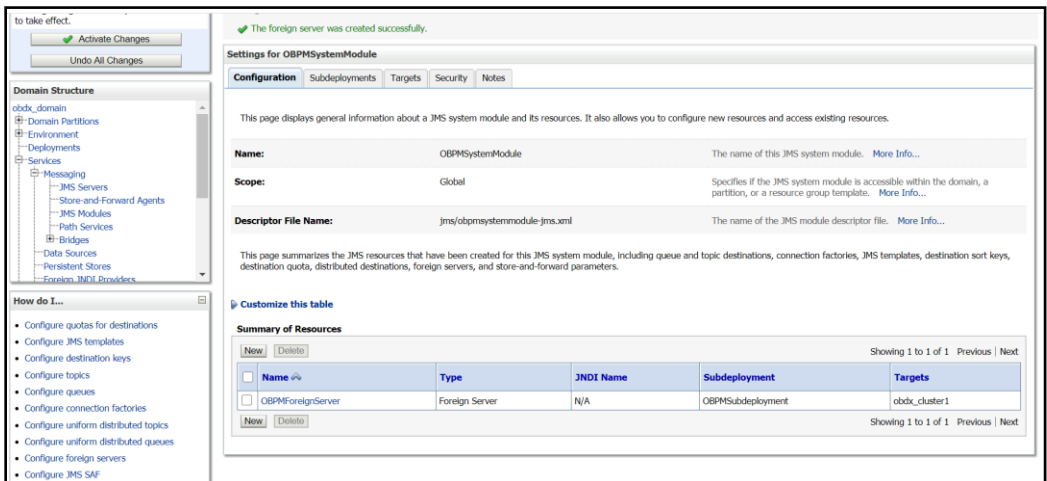 to take effect.
Activate Changes
Undo All Changes
Domain Structure
obdx_domain
Domain Partitions
Environment
Deployments
Services
Messaging
JMS Servers
Store-and-Forward Agents
JMS Modules
Path Services
Bridges
Data Sources
Persistent Stores
Foreign JNDI Providers
How do I...
Configure quotas for destinations
Configure JMS templates
Configure destination keys
Configure topics
Configure queues
Configure connection factories
Configure uniform distributed topics
Configure uniform distributed queues
Configure foreign servers
Configure JMS SAF
The foreign server was created successfully.
Settings for OBPMSystemModule
Configuration Subdeployments Targets Security Notes
This page displays general information about a JMS system module and its resources. It also allows you to configure new resources and access existing resources.
Name: OBPMSystemModule The name of this JMS system module. More Info...
Scope: Global Specifies if the JMS system module is accessible within the domain, a
partition, or a resource group template. More Info...
Descriptor File Name: jms/obpmsystemmodule-jms.xml The name of the JMS module descriptor file. More Info...
This page summarizes the JMS resources that have been created for this JMS system module, including queue and topic destinations, connection factories, JMS templates, destination sort keys,
destination quota, distributed destinations, foreign servers, and store-and-forward parameters.
Customize this table
Summary of Resources
New Delete Showing 1 to 1 of 1 Previous | Next
Name Type JNDI Name Subdeployment Targets
OBPMForeignServer Foreign Server N/A OBPMSubdeployment obdx_cluster1
New Delete Showing 1 to 1 of 1 Previous | Next